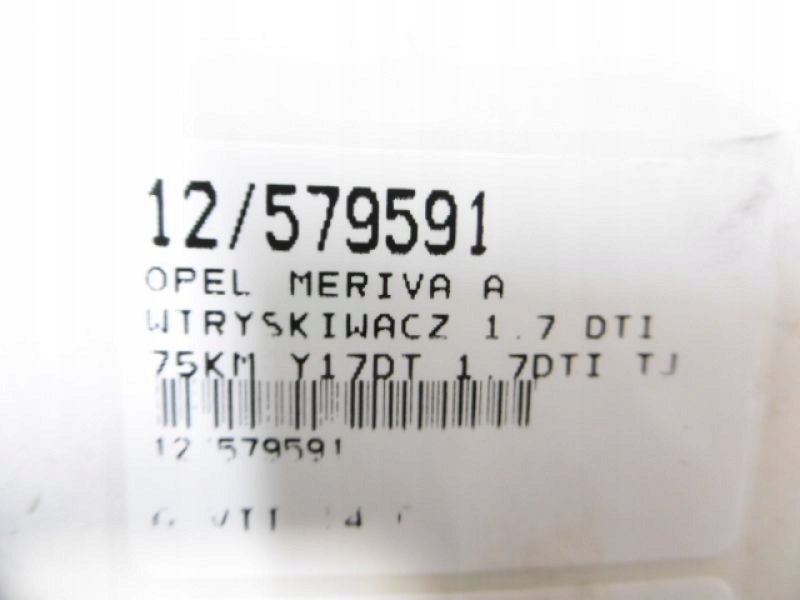 12/579591
OPEL MERIVA A
WTRYSKIWACZ 1.7 DTI
75KM Y17DT 1.7DTI TJ
12 579591